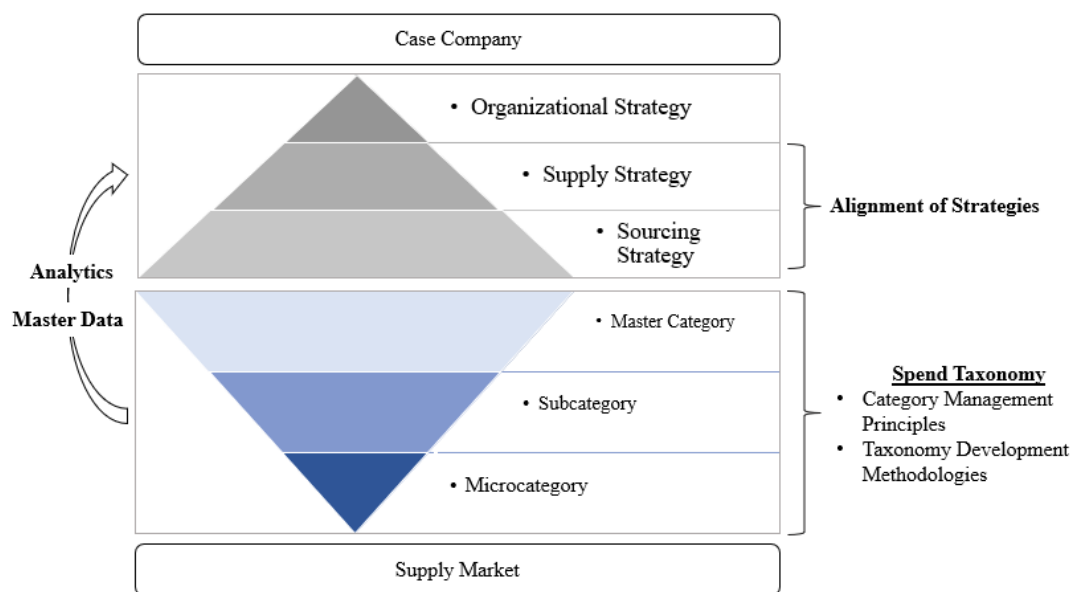 Case Company
• Organizational Strategy
• Supply Strategy
• Sourcing
Strategy
Alignment of Strategies
Analytics
Master Data
• Master Category
• Subcategory
• Microcategory
Spend Taxonomy
• Category Management
Principles
• Taxonomy Development
Methodologies
Supply Market